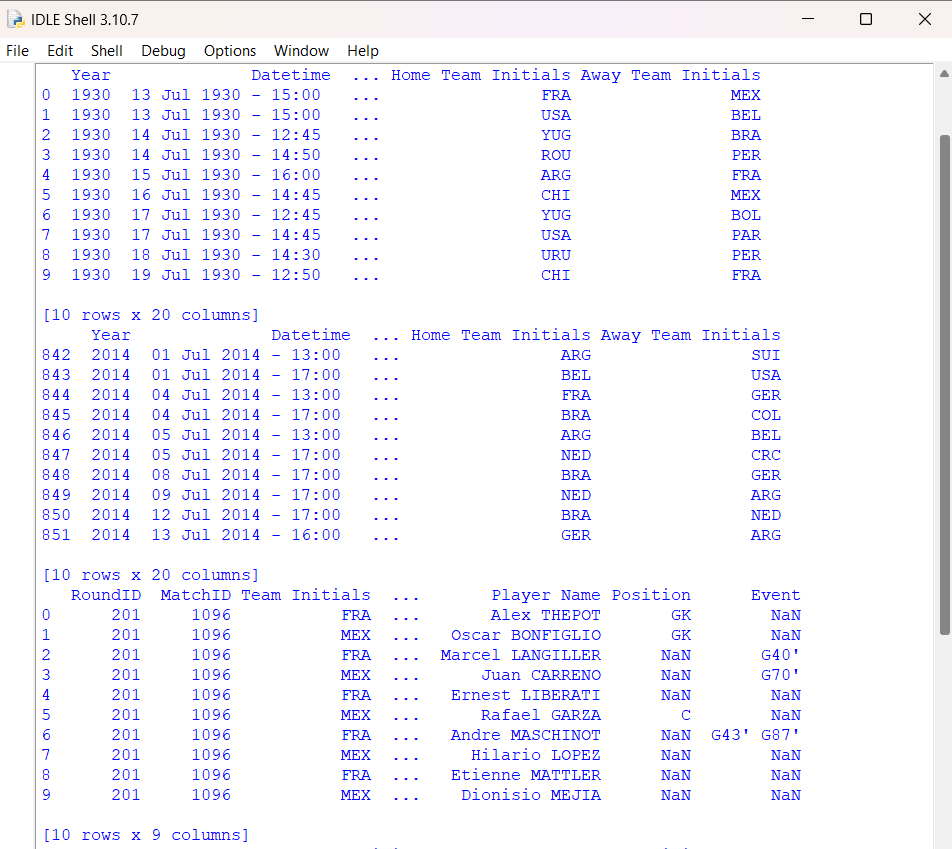 IDLE Shell 3.10.7
File Edit Shell Debug Options Window Help
   Year              Datetime  ... Home Team Initials Away Team Initials
0  1930  13 Jul 1930 - 15:00   ...                FRA                MEX
1  1930  13 Jul 1930 - 15:00   ...                USA                BEL
2  1930  14 Jul 1930 - 12:45   ...                YUG                BRA
3  1930  14 Jul 1930 - 14:50   ...                ROU                PER
4  1930  15 Jul 1930 - 16:00   ...                ARG                FRA
5  1930  16 Jul 1930 - 14:45   ...                CHI                MEX
6  1930  17 Jul 1930 - 12:45   ...                YUG                BOL
7  1930  17 Jul 1930 - 14:45   ...                USA                PAR
8  1930  18 Jul 1930 - 14:30   ...                URU                PER
9  1930  19 Jul 1930 - 12:50   ...                CHI                FRA
[10 rows x 20 columns]
     Year              Datetime  ... Home Team Initials Away Team Initials
842  2014  01 Jul 2014 - 13:00   ...                ARG                SUI
843  2014  01 Jul 2014 - 17:00   ...                BEL                USA
844  2014  04 Jul 2014 - 13:00   ...                FRA                GER
845  2014  04 Jul 2014 - 17:00   ...                BRA                COL
846  2014  05 Jul 2014 - 13:00   ...                ARG                BEL
847  2014  05 Jul 2014 - 17:00   ...                NED                CRC
848  2014  08 Jul 2014 - 17:00   ...                BRA                GER
849  2014  09 Jul 2014 - 17:00   ...                NED                ARG
850  2014  12 Jul 2014 - 17:00   ...                BRA                NED
851  2014  13 Jul 2014 - 16:00   ...                GER                ARG
[10 rows x 20 columns]
   RoundID  MatchID Team Initials  ...       Player Name Position      Event
0      201     1096           FRA  ...       Alex THEPOT       GK        NaN
1      201     1096           MEX  ...   Oscar BONFIGLIO       GK        NaN
2      201     1096           FRA  ...  Marcel LANGILLER      NaN       G40'
3      201     1096           MEX  ...      Juan CARRENO      NaN       G70'
4      201     1096           FRA  ...   Ernest LIBERATI      NaN        NaN
5      201     1096           MEX  ...      Rafael GARZA        C        NaN
6      201     1096           FRA  ...   Andre MASCHINOT      NaN  G43' G87'
7      201     1096           MEX  ...     Hilario LOPEZ      NaN        NaN
8      201     1096           FRA  ...   Etienne MATTLER      NaN        NaN
9      201     1096           MEX  ...    Dionisio MEJIA      NaN        NaN
[10 rows x 9 columns]